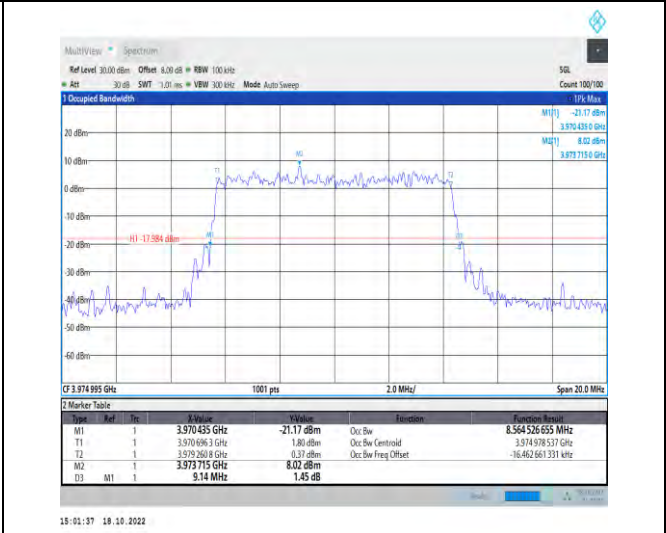 MultiView Spectrum
Ref Level 30.00 dBm Offset 8.00 dB RBW 100 kHz SGL
Att 30 dB SWT 1.01 ms VBW 300 kHz Mode Auto Sweep Count 100/100
1 Occupied Bandwidth 1Pk Max
M1[1] -21.17 dBm
3.970 435 0 GHz
M2[1] 8.02 dBm
3.973 715 0 GHz
20 dBm
M2
10 dBm
T1 T2
0 dBm
-10 dBm
H1 -17.984 dBm M1 D3
-20 dBm
-30 dBm
-40 dBm
-50 dBm
-60 dBm
CF 3.974 995 GHz 1001 pts 2.0 MHz/ Span 20.0 MHz
2 Marker Table
Type Ref Trc X-Value Y-Value Function Function Result
M1 1 3.970 435 GHz -21.17 dBm Occ Bw 8.564 526 655 MHz
T1 1 3.970 696 3 GHz 1.80 dBm Occ Bw Centroid 3.974 978 537 GHz
T2 1 3.979 260 8 GHz 0.37 dBm Occ Bw Freq Offset -16.462 661 331 kHz
M2 1 3.973 715 GHz 8.02 dBm
D3 M1 1 9.14 MHz 1.45 dB
Ready
15:01:37 18.10.2022